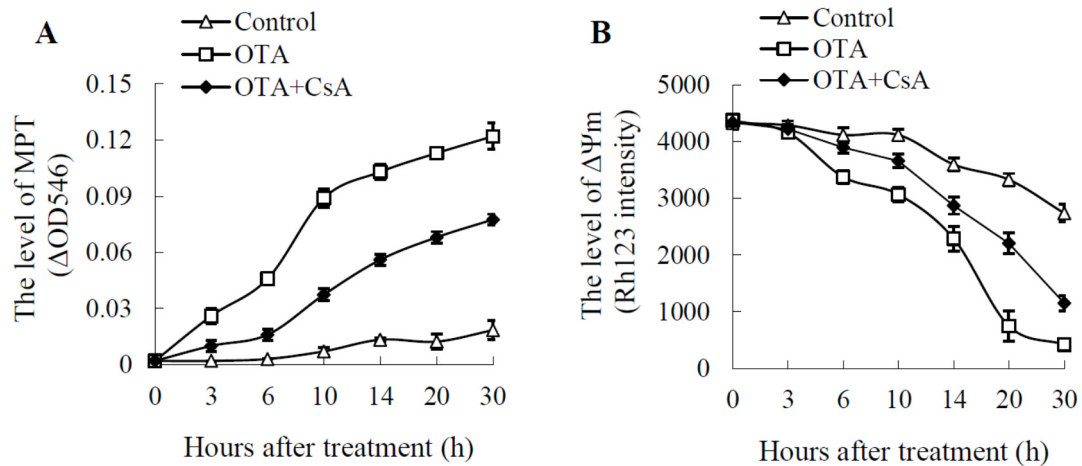 A
Control
OTA
OTA+CsA
The level of MPT
(ΔOD546)
0.15
0.12
0.09
0.06
0.03
0
0 3 6 10 14 20 30
Hours after treatment (h)
B
Control
OTA
OTA+CsA
The level of ΔΨm
(Rh123 intensity)
5000
4000
3000
2000
1000
0
0 3 6 10 14 20 30
Hours after treatment (h)